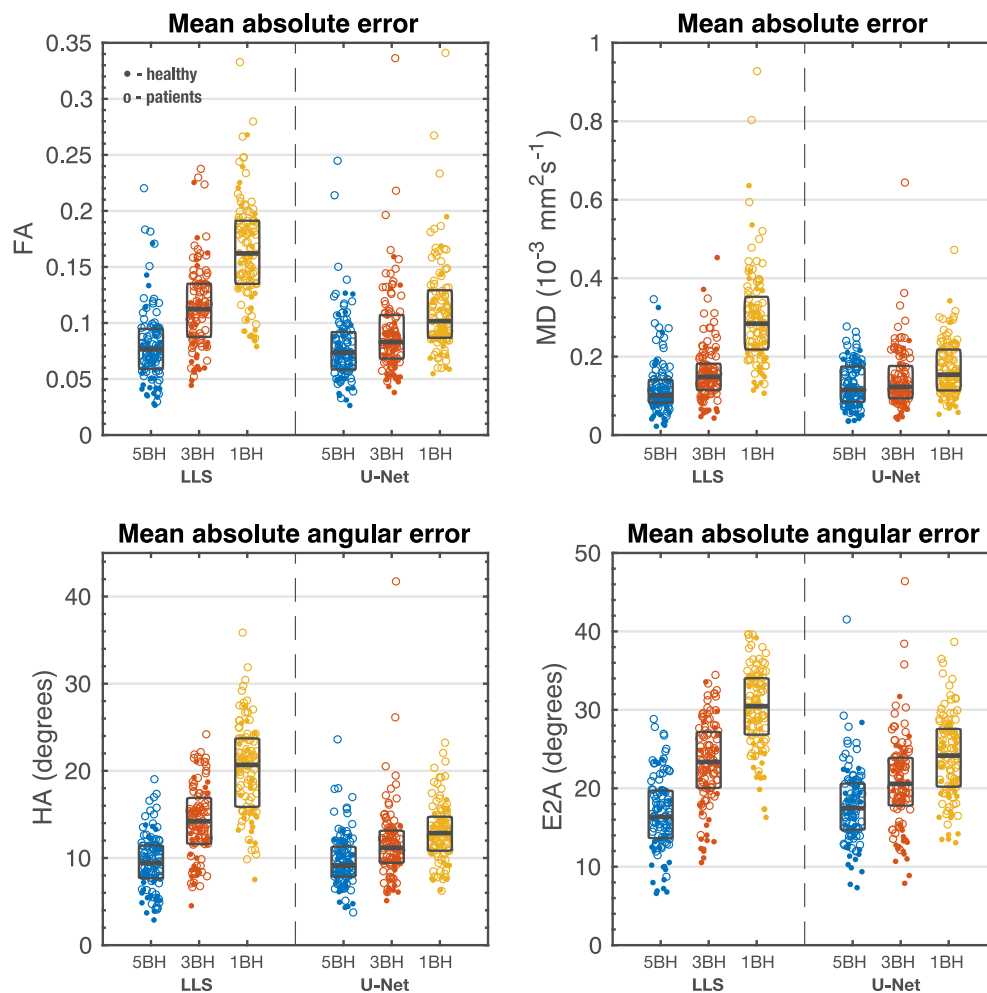 Mean absolute error
0.35
0.3
0.25
0.2
0.15
0.1
0.05
0
FA
• - healthy
o - patients
5BH 3BH 1BH 5BH 3BH 1BH
LLS U-Net
Mean absolute error
1
0.8
0.6
0.4
0.2
0
MD (10⁻³ mm²s⁻¹)
5BH 3BH 1BH 5BH 3BH 1BH
LLS U-Net
Mean absolute angular error
40
30
20
10
0
HA (degrees)
5BH 3BH 1BH 5BH 3BH 1BH
LLS U-Net
Mean absolute angular error
50
40
30
20
10
0
E2A (degrees)
5BH 3BH 1BH 5BH 3BH 1BH
LLS U-Net